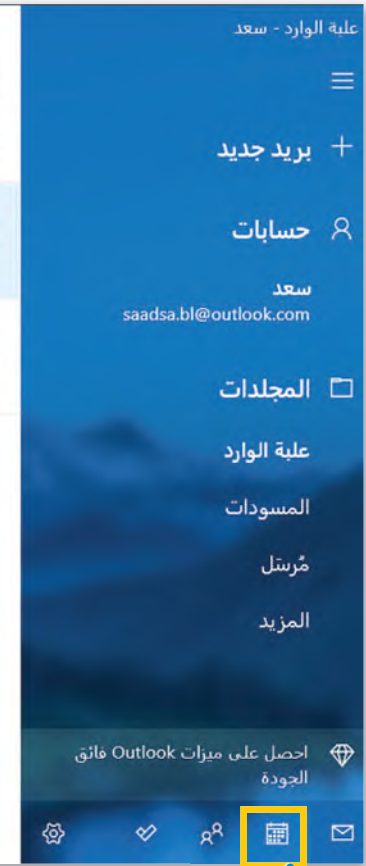 علبة الوارد - سعد
بريد جديد
حسابات
سعد
saadsa.bl@outlook.com
المجلدات
علبة الوارد
المسودات
مُرسَل
المزيد
احصل على ميزات Outlook فائق
الجودة